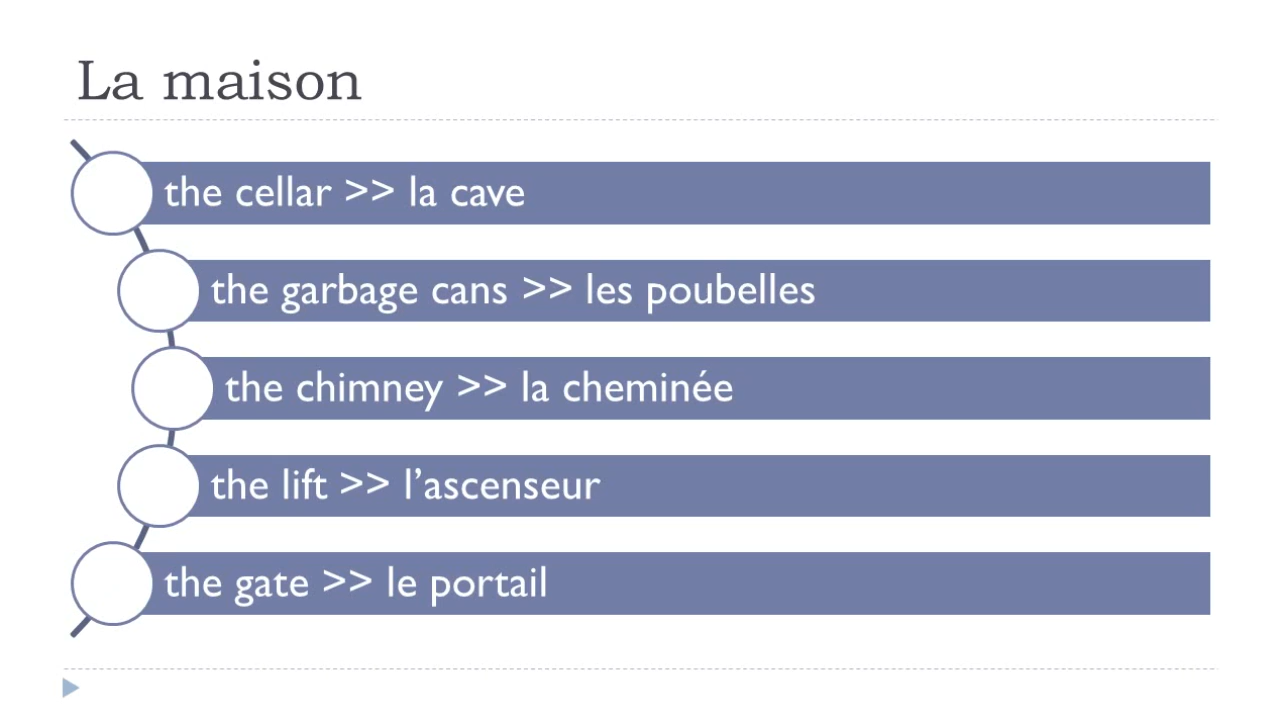 La maison
the cellar >> la cave
the garbage cans >> les poubelles
the chimney >> la cheminée
the lift >> l’ascenseur
the gate >> le portail